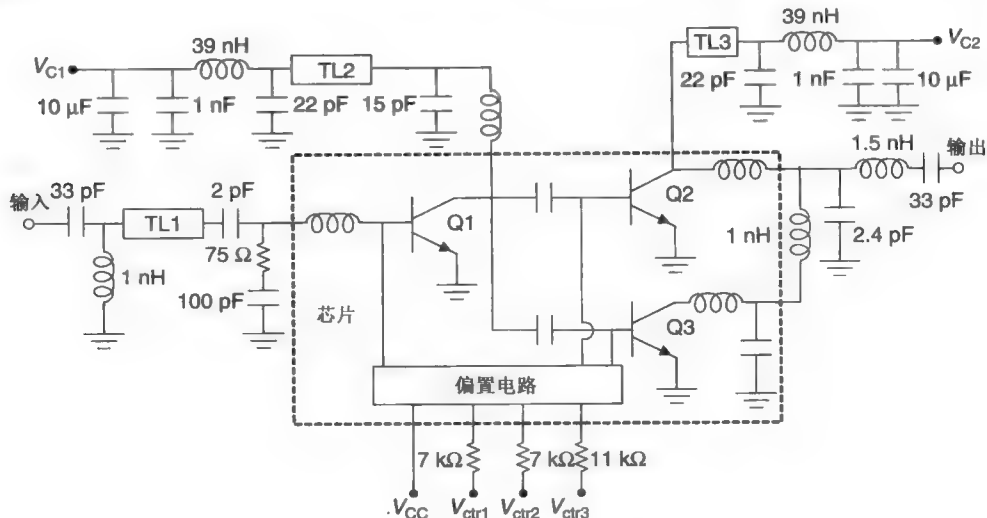 39 nH
V_C1
TL2
10 μF
1 nF
22 pF
15 pF
TL3
39 nH
V_C2
22 pF
1 nF
10 μF
输入
33 pF
TL1
2 pF
1 nH
75 Ω
100 pF
芯片
Q1
Q2
Q3
1.5 nH
输出
33 pF
1 nH
2.4 pF
偏置电路
7 kΩ
7 kΩ
11 kΩ
V_CC
V_ctr1
V_ctr2
V_ctr3